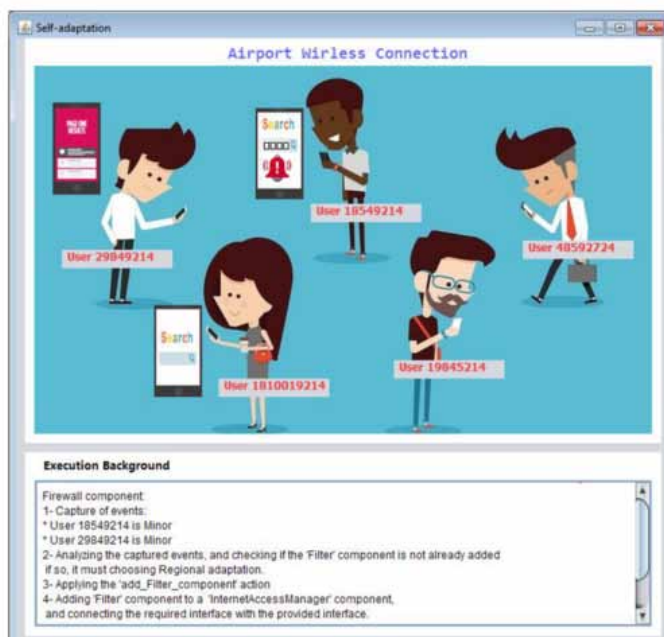 Self-adaptation
Airport Wirless Connection
PAGE ONE
RESULTS
Search
Search
User 18549214
User 48592724
User 29849214
User 1810019214
User 19845214
Execution Background
Firewall component:
1- Capture of events:
* User 18549214 is Minor
* User 29849214 is Minor
2- Analyzing the captured events, and checking if the 'Filter' component is not already added
if so, it must choosing Regional adaptation.
3- Applying the 'add_Filter_component' action
4- Adding 'Filter' component to a 'InternetAccessManager' component,
and connecting the required interface with the provided interface.